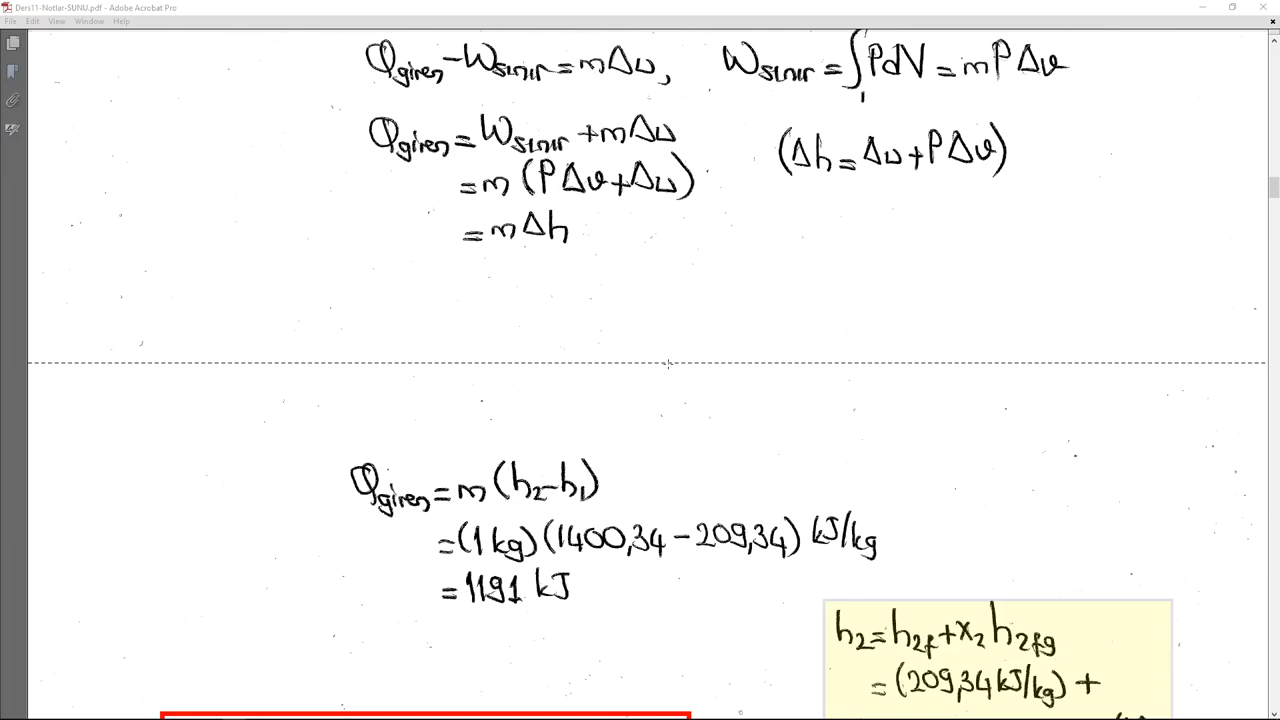 Ders11-Notlar-SUNU.pdf - Adobe Acrobat Pro
File Edit View Window Help
Qgiren - Wsınır = mΔu, Wsınır = ∫₁ PdV = mPΔv
Qgiren = Wsınır + mΔu (Δh = Δu + PΔv)
= m (PΔv + Δu)
= mΔh
Qgiren = m (h₂ - h₁)
= (1 kg) (1400,34 - 209,34) kJ/kg
= 1191 kJ
h₂ = h₂f + x₂ h₂fg
= (209,34 kJ/kg) +